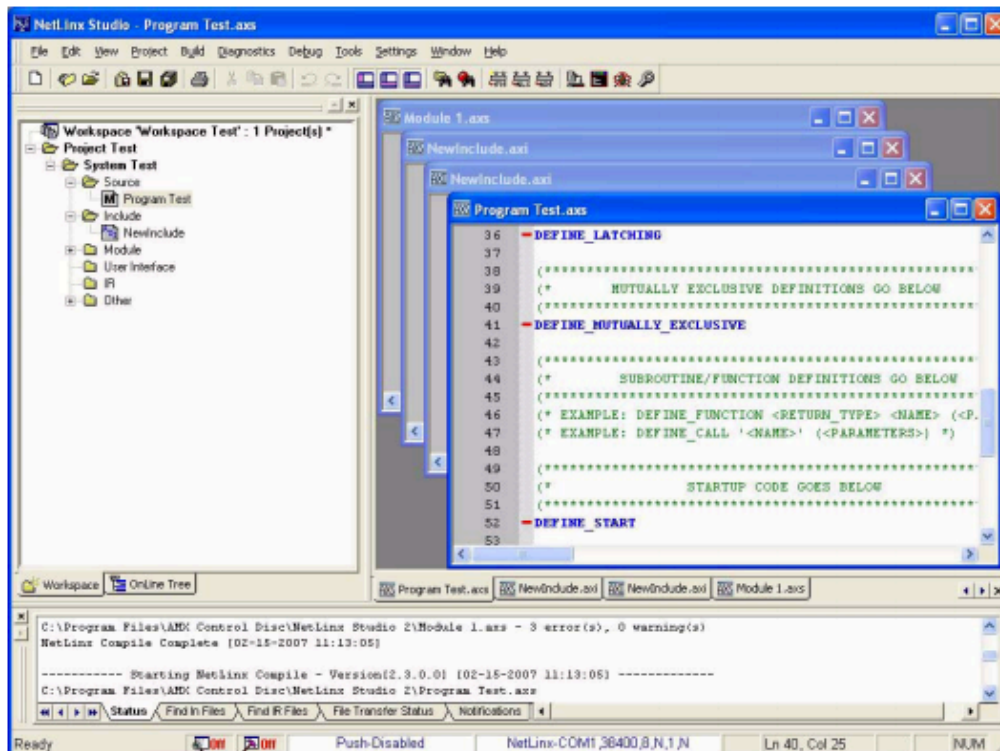 NetLinx Studio - Program Test.axs
File Edit View Project Build Diagnostics Debug Tools Settings Window Help
Workspace 'Workspace Test' : 1 Project(s) *
Project Test
System Test
Source
Program Test
Include
NewInclude
Module
User Interface
IR
Other
Workspace
OnLine Tree
Module 1.axs
NewInclude.axi
NewInclude.axi
Program Test.axs
36 DEFINE_LATCHING
37
38 (*****************************************************
39 (* MUTUALLY EXCLUSIVE DEFINITIONS GO BELOW
40 (*****************************************************
41 DEFINE_MUTUALLY_EXCLUSIVE
42
43 (*****************************************************
44 (* SUBROUTINE/FUNCTION DEFINITIONS GO BELOW
45 (*****************************************************
46 (* EXAMPLE: DEFINE_FUNCTION <RETURN_TYPE> <NAME> (<P.
47 (* EXAMPLE: DEFINE_CALL '<NAME>' (<PARAMETERS>) *)
48
49 (*****************************************************
50 (* STARTUP CODE GOES BELOW
51 (*****************************************************
52 DEFINE_START
53
Program Test.axs NewInclude.axi NewInclude.axi Module 1.axs
C:\Program Files\AMX Control Disc\NetLinx Studio 2\Module 1.axs - 3 error(s), 0 warning(s)
NetLinx Compile Complete [02-15-2007 11:13:05]
---------- Starting NetLinx Compile - Version[2.3.0.0] [02-15-2007 11:13:05] -------------
C:\Program Files\AMX Control Disc\NetLinx Studio 2\Program Test.axs
Status Find In Files Find IR Files File Transfer Status Notifications
Ready Off Off Push-Disabled NetLinx-COM1,38400,8,N,1,N Ln 40, Col 25 NUM